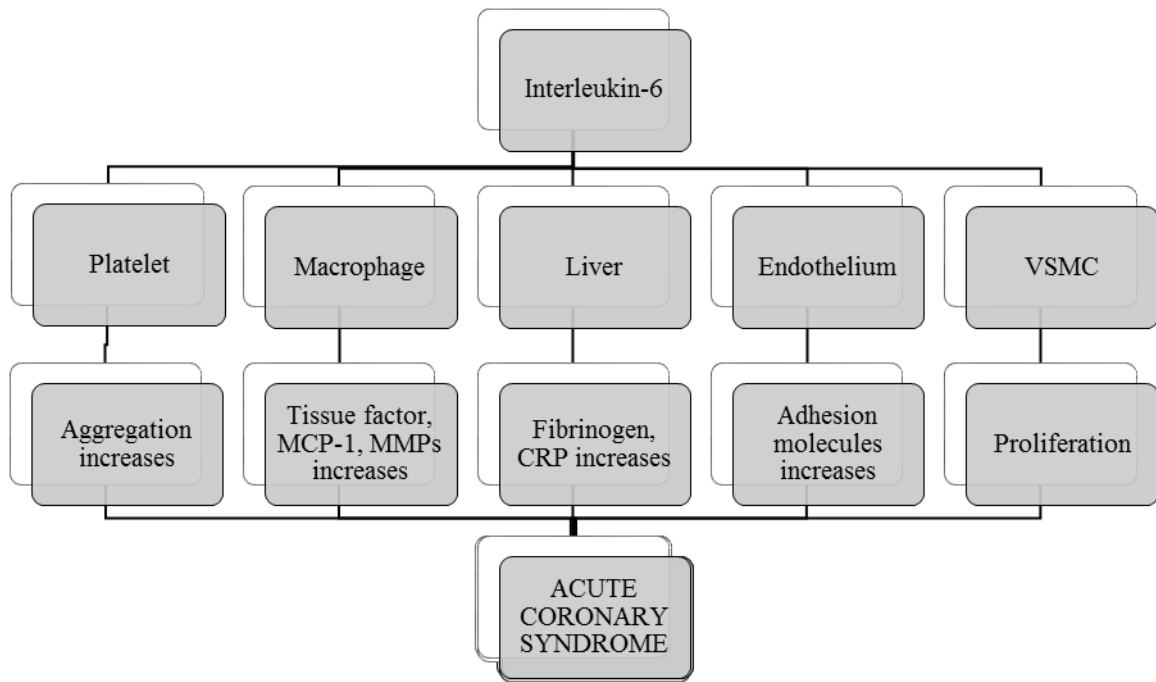 Interleukin-6
Platelet
Macrophage
Liver
Endothelium
VSMC
Aggregation
increases
Tissue factor,
MCP-1, MMPs
increases
Fibrinogen,
CRP increases
Adhesion
molecules
increases
Proliferation
ACUTE
CORONARY
SYNDROME